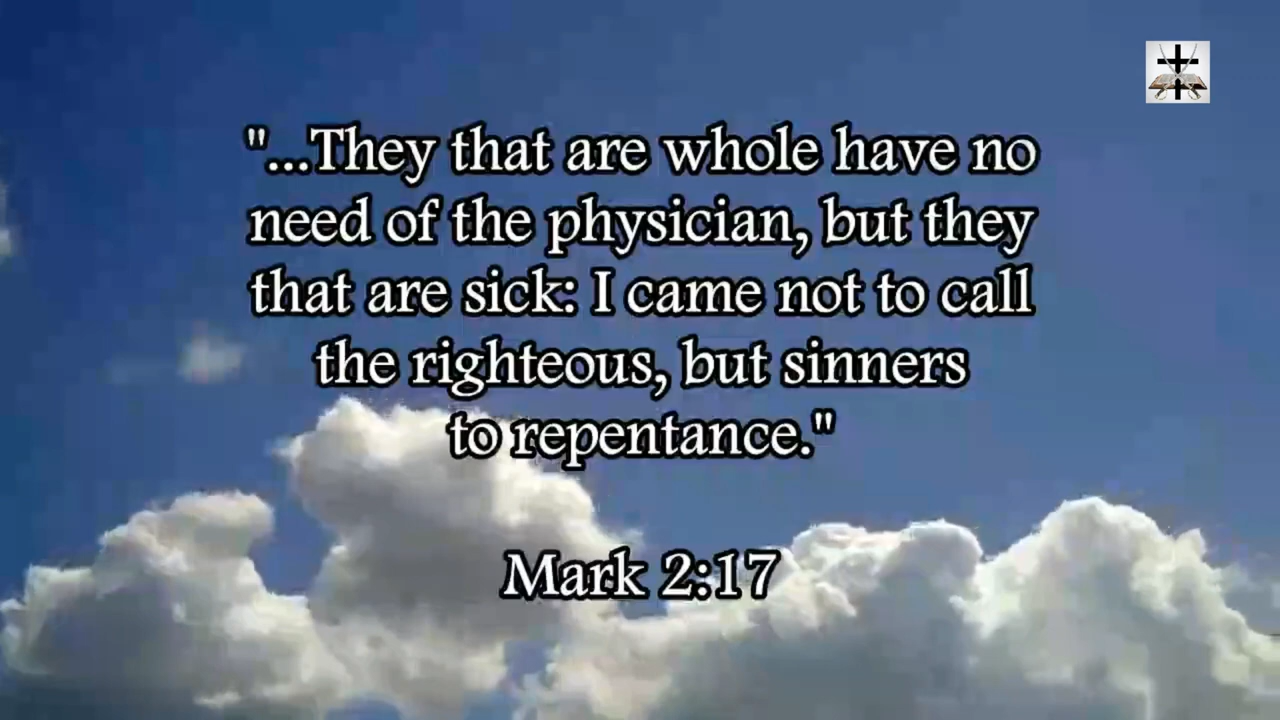 "...They that are whole have no
need of the physician, but they
that are sick: I came not to call
the righteous, but sinners
to repentance."
Mark 2:17